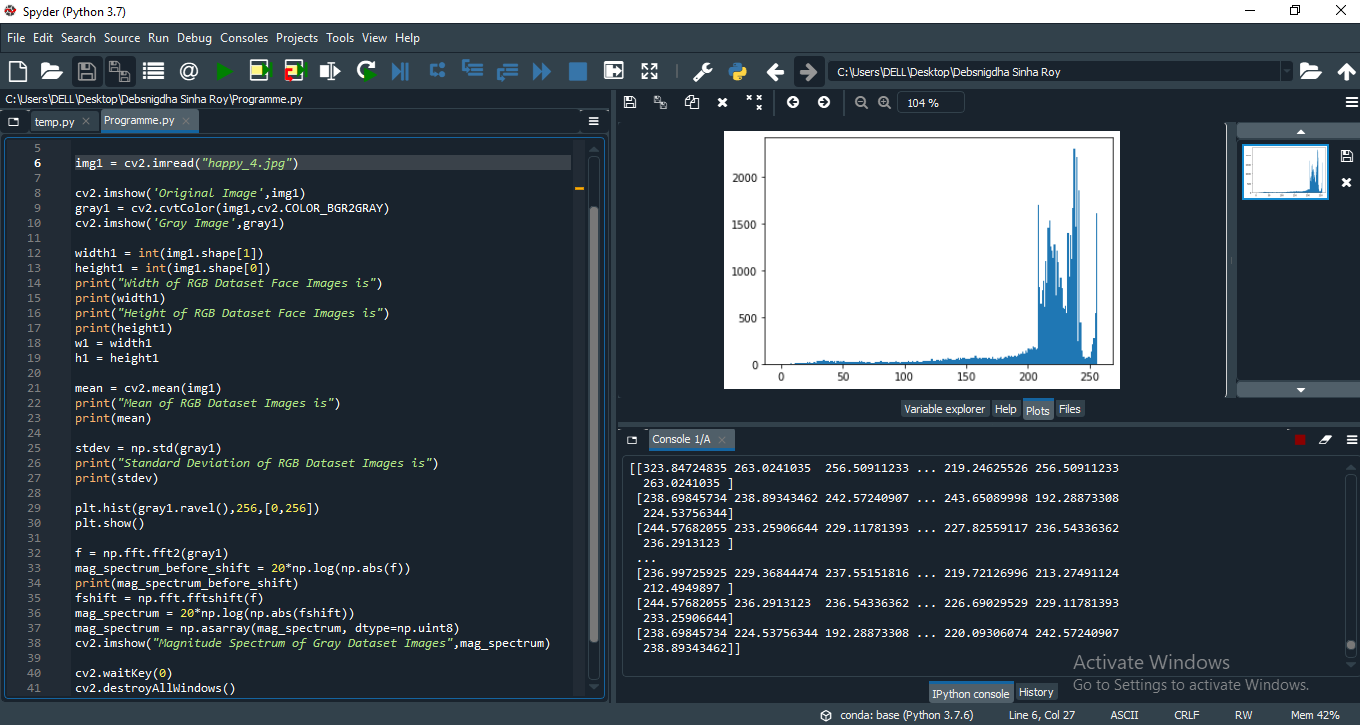 Spyder (Python 3.7)
File Edit Search Source Run Debug Consoles Projects Tools View Help
C:\Users\DELL\Desktop\Debsnigdha Sinha Roy
C:\Users\DELL\Desktop\Debsnigdha Sinha Roy\Programme.py
temp.py Programme.py
5
6 img1 = cv2.imread("happy_4.jpg")
7
8 cv2.imshow('Original Image',img1)
9 gray1 = cv2.cvtColor(img1,cv2.COLOR_BGR2GRAY)
10 cv2.imshow('Gray Image',gray1)
11
12 width1 = int(img1.shape[1])
13 height1 = int(img1.shape[0])
14 print("Width of RGB Dataset Face Images is")
15 print(width1)
16 print("Height of RGB Dataset Face Images is")
17 print(height1)
18 w1 = width1
19 h1 = height1
20
21 mean = cv2.mean(img1)
22 print("Mean of RGB Dataset Images is")
23 print(mean)
24
25 stdev = np.std(gray1)
26 print("Standard Deviation of RGB Dataset Images is")
27 print(stdev)
28
29 plt.hist(gray1.ravel(),256,[0,256])
30 plt.show()
31
32 f = np.fft.fft2(gray1)
33 mag_spectrum_before_shift = 20*np.log(np.abs(f))
34 print(mag_spectrum_before_shift)
35 fshift = np.fft.fftshift(f)
36 mag_spectrum = 20*np.log(np.abs(fshift))
37 mag_spectrum = np.asarray(mag_spectrum, dtype=np.uint8)
38 cv2.imshow("Magnitude Spectrum of Gray Dataset Images",mag_spectrum)
39
40 cv2.waitKey(0)
41 cv2.destroyAllWindows()
104 %
2000
1500
1000
500
0
0 50 100 150 200 250
Variable explorer Help Plots Files
Console 1/A
[[323.84724835 263.0241035 256.50911233 ... 219.24625526 256.50911233
263.0241035 ]
[238.69845734 238.89343462 242.57240907 ... 243.65089998 192.28873308
224.53756344]
[244.57682055 233.25906644 229.11781393 ... 227.82559117 236.54336362
236.2913123 ]
...
[236.99725925 229.36844474 237.55151816 ... 219.72126996 213.27491124
212.4949897 ]
[244.57682055 236.2913123 236.54336362 ... 226.69029529 229.11781393
233.25906644]
[238.69845734 224.53756344 192.28873308 ... 220.09306074 242.57240907
238.89343462]]
Activate Windows
Go to Settings to activate Windows.
IPython console History
conda: base (Python 3.7.6) Line 6, Col 27 ASCII CRLF RW Mem 42%